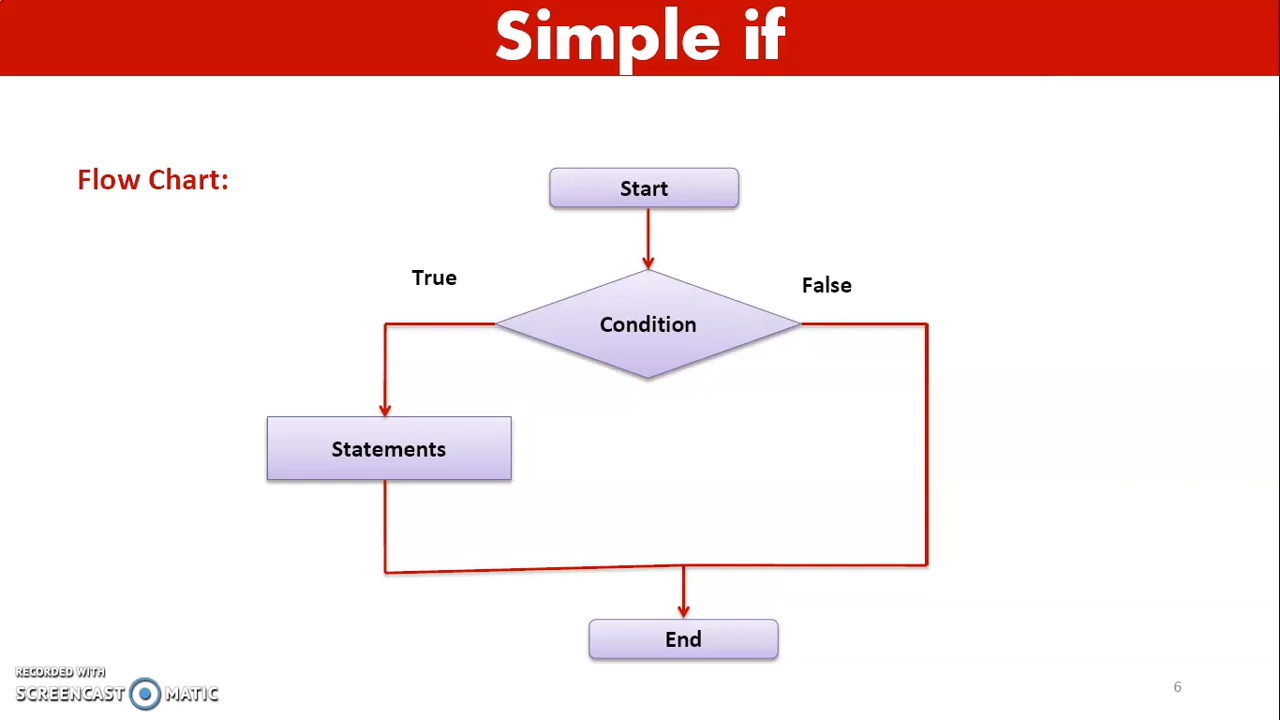 Simple if
Flow Chart:
Start
True
False
Condition
Statements
End
RECORDED WITH
SCREENCAST MATIC
6